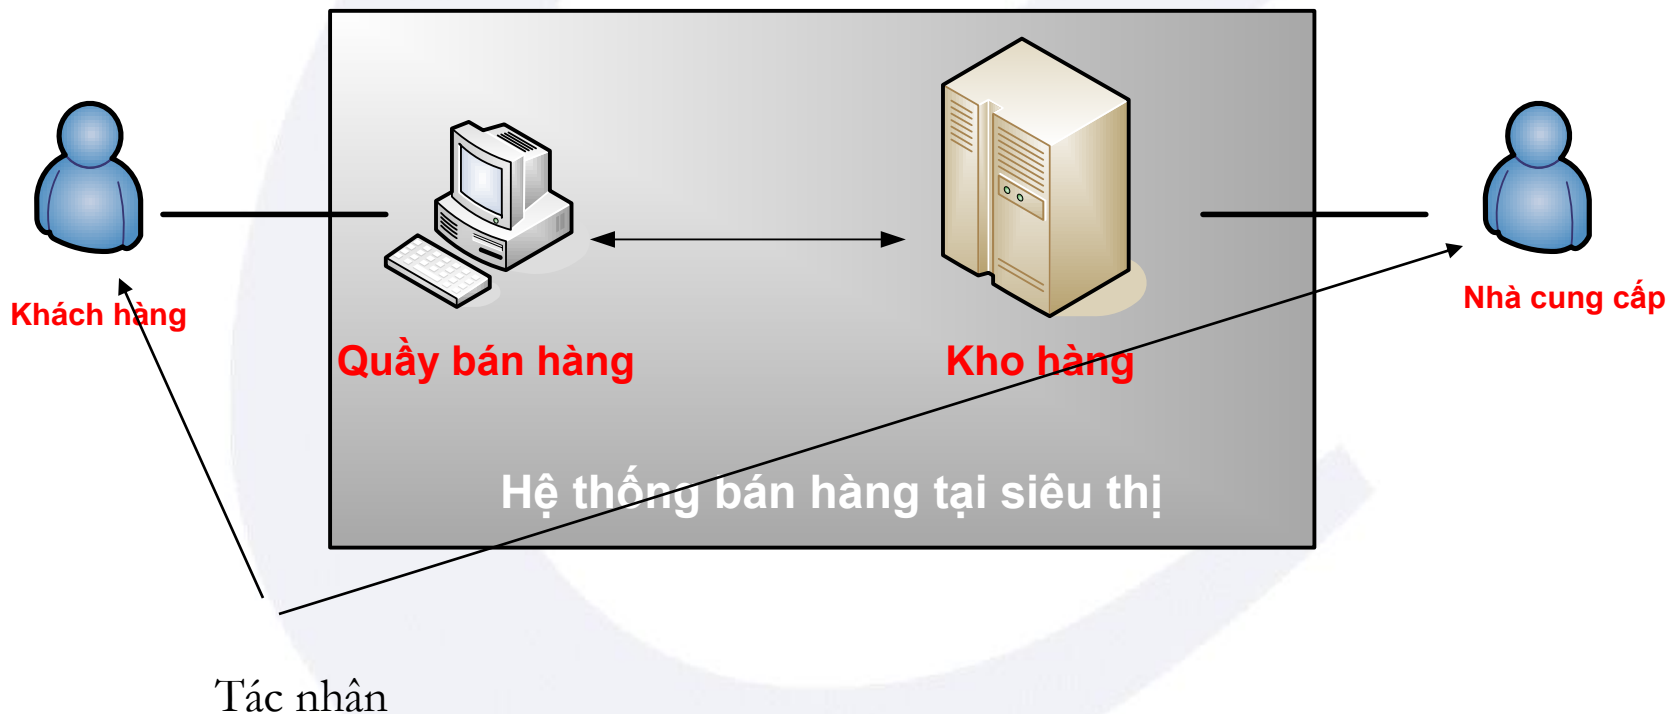 Khách hàng
Nhà cung cấp
Quầy bán hàng
Kho hàng
Hệ thống bán hàng tại siêu thị
Tác nhân